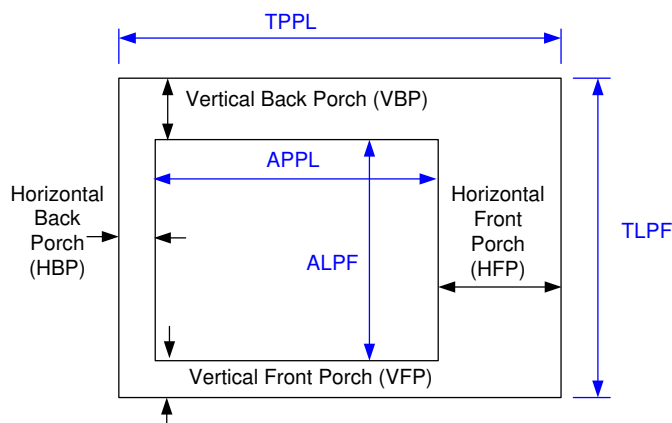 TPPL
Vertical Back Porch (VBP)
APPL
Horizontal
Back
Porch
(HBP)
Horizontal
Front
Porch
(HFP)
TLPF
ALPF
Vertical Front Porch (VFP)